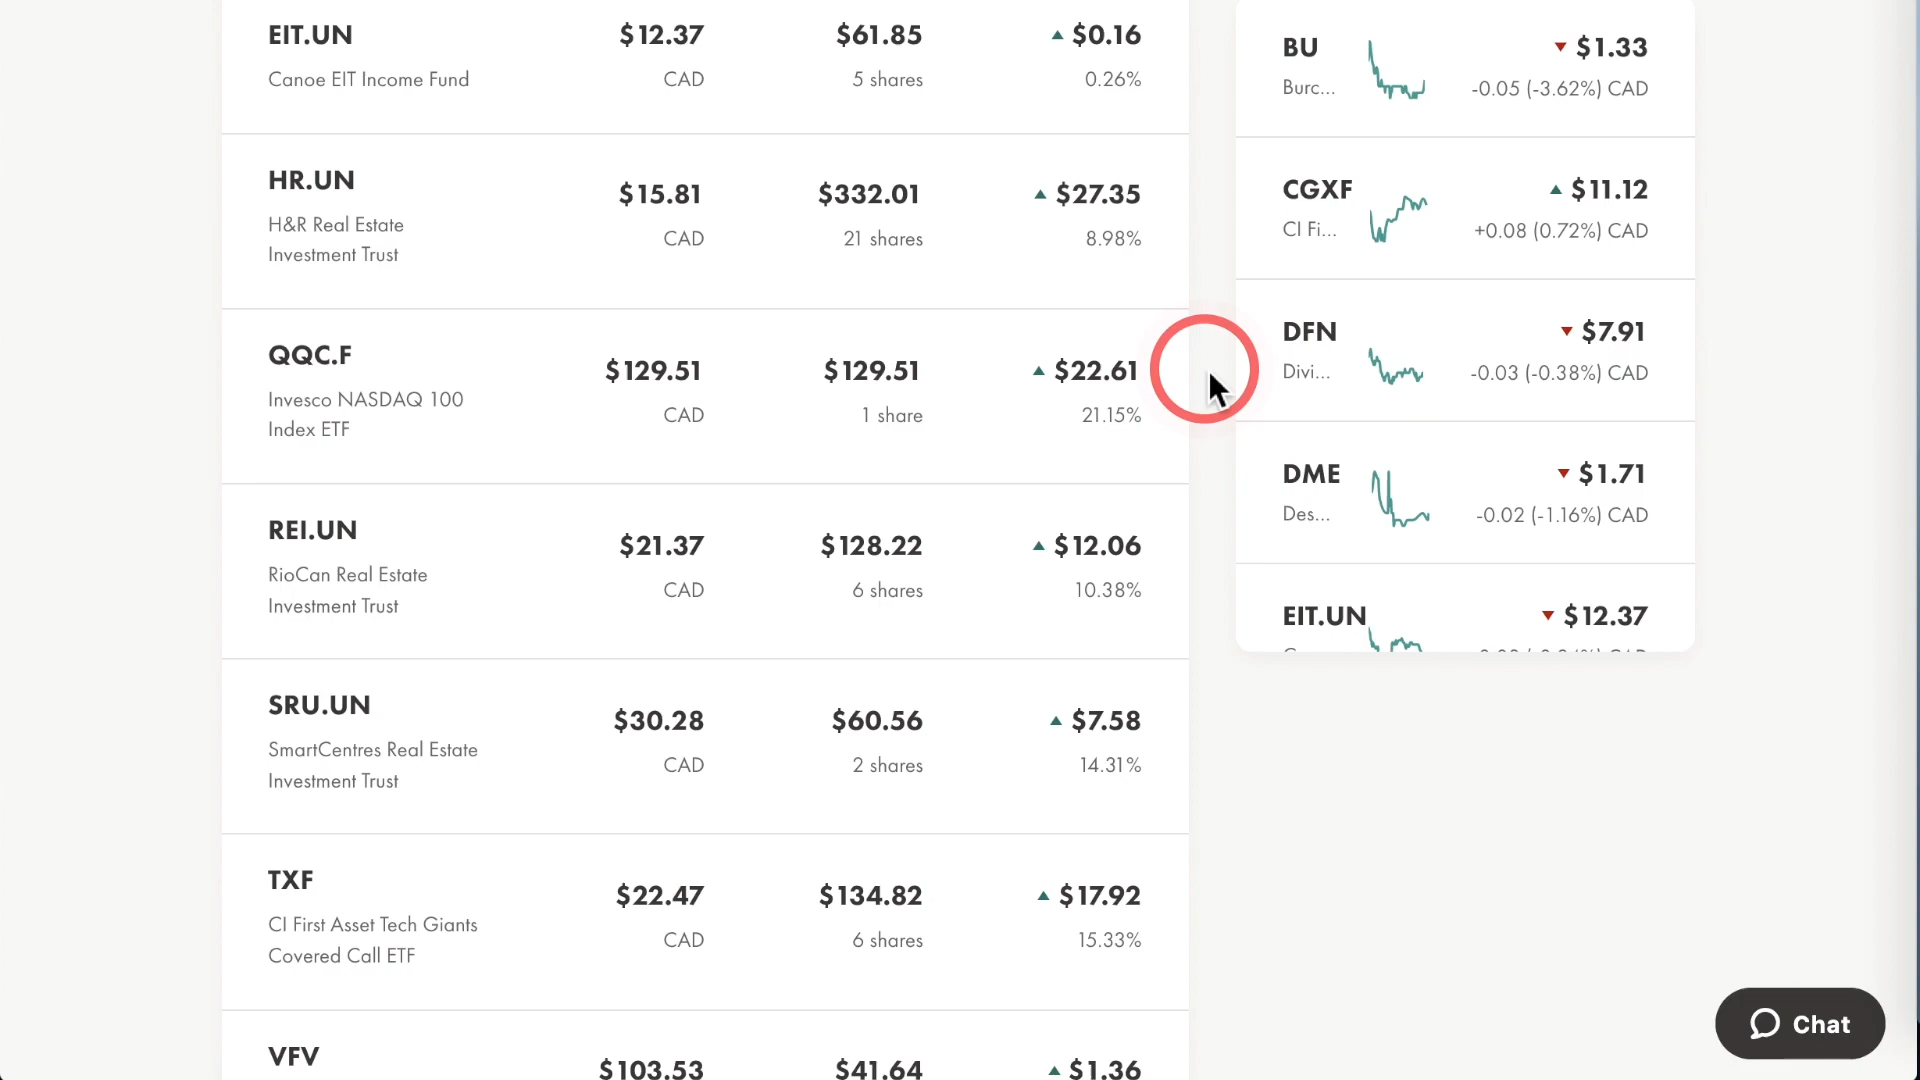 EIT.UN $12.37 $61.85 $0.16
Canoe EIT Income Fund CAD 5 shares 0.26%
HR.UN $15.81 $332.01 $27.35
H&R Real Estate CAD 21 shares 8.98%
Investment Trust
QQC.F $129.51 $129.51 $22.61
Invesco NASDAQ 100 CAD 1 share 21.15%
Index ETF
REI.UN $21.37 $128.22 $12.06
RioCan Real Estate CAD 6 shares 10.38%
Investment Trust
SRU.UN $30.28 $60.56 $7.58
SmartCentres Real Estate CAD 2 shares 14.31%
Investment Trust
TXF $22.47 $134.82 $17.92
CI First Asset Tech Giants CAD 6 shares 15.33%
Covered Call ETF
VFV $103.53 $41.64 $1.36
BU $1.33
Burc... -0.05 (-3.62%) CAD
CGXF $11.12
CI Fi... +0.08 (0.72%) CAD
DFN $7.91
Divi... -0.03 (-0.38%) CAD
DME $1.71
Des... -0.02 (-1.16%) CAD
EIT.UN $12.37
Chat